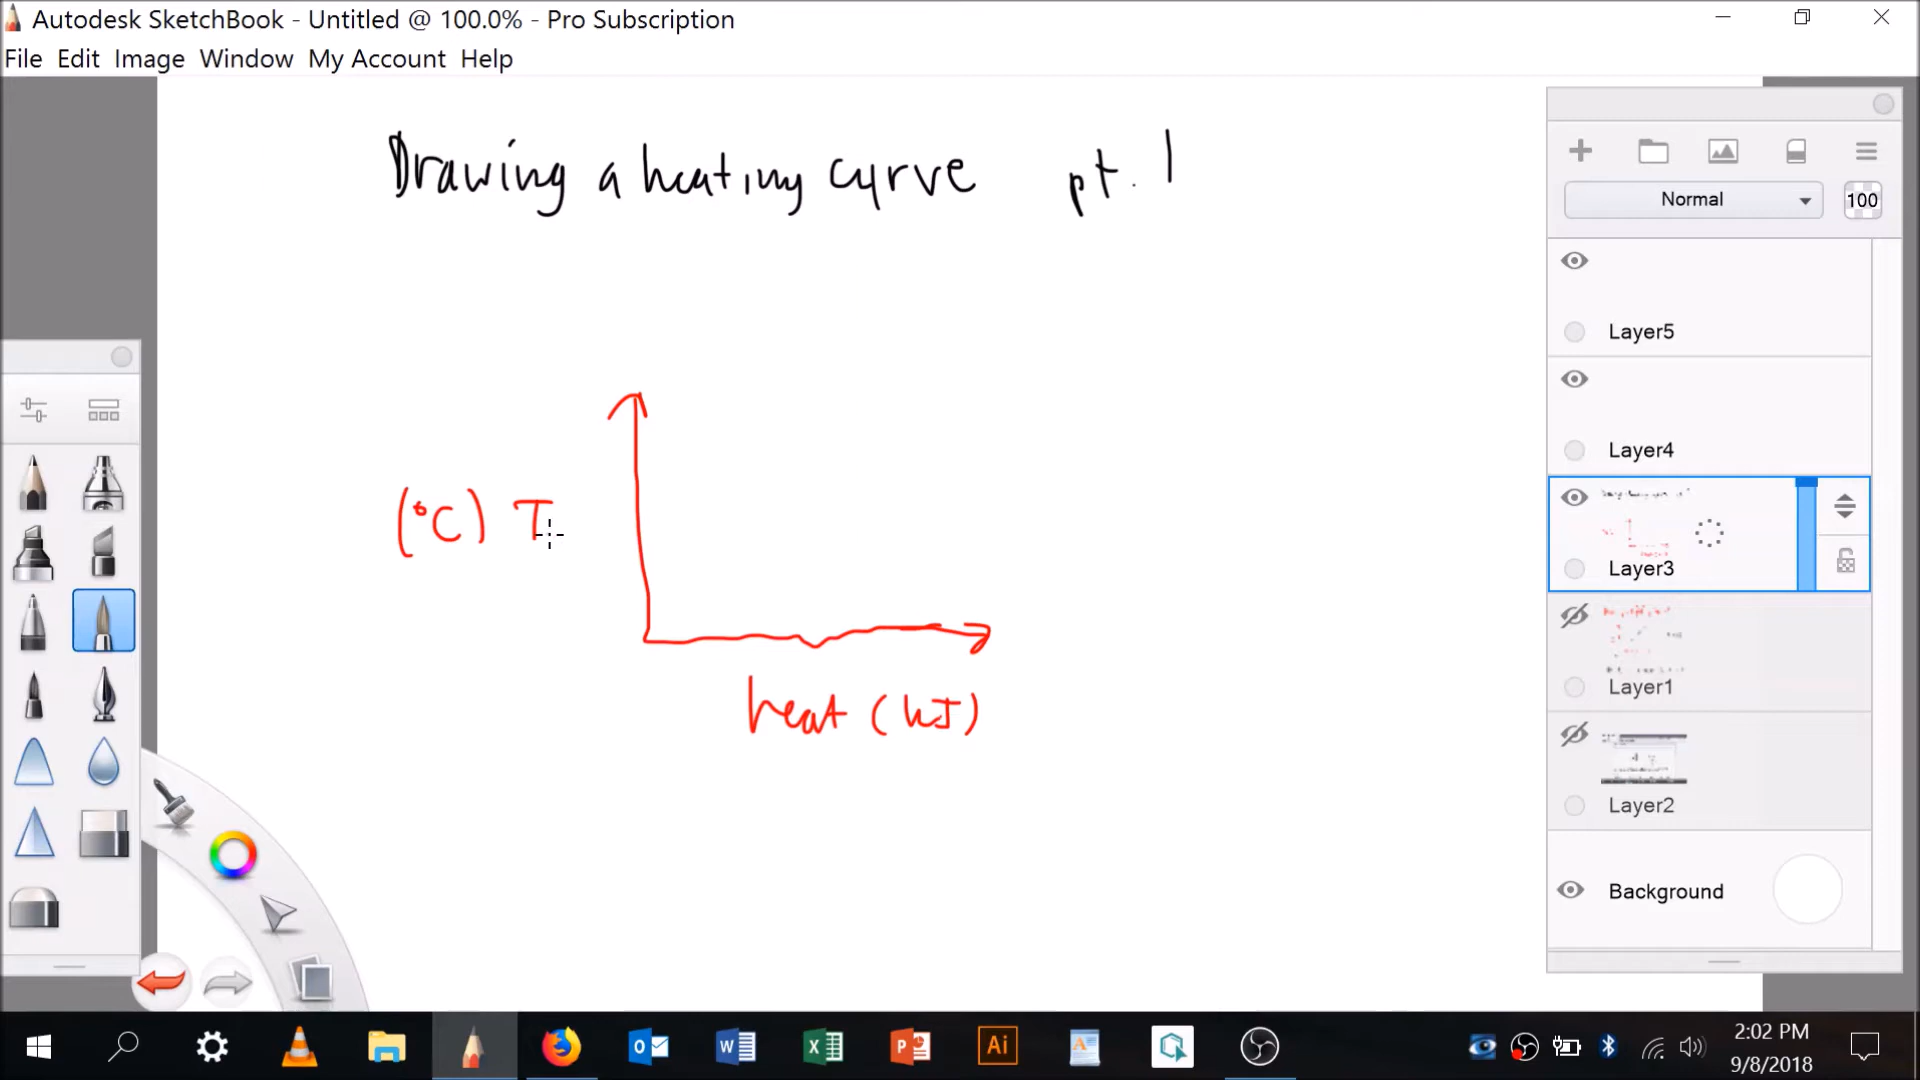 Autodesk SketchBook - Untitled @ 100.0% - Pro Subscription
File Edit Image Window My Account Help
Drawing a heating curve pt. 1
Normal 100
Layer5
Layer4
(°C) T
Layer3
Layer1
heat (kJ)
Layer2
Background
2:02 PM
9/8/2018